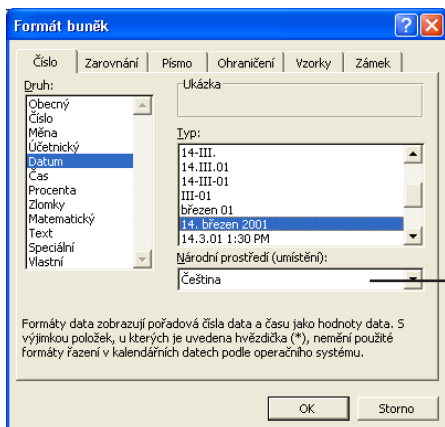 Formát buněk
Číslo Zarovnání Písmo Ohraničení Vzorky Zámek
Druh:
Obecný
Číslo
Měna
Účetnický
Datum
Čas
Procenta
Zlomky
Matematický
Text
Speciální
Vlastní
Ukázka
Typ:
14-III.
14.III.01
14-III-01
III-01
březen 01
14. březen 2001
14.3.01 1:30 PM
Národní prostředí (umístění):
Čeština
Formáty data zobrazují pořadová čísla data a času jako hodnoty data. S
výjimkou položek, u kterých je uvedena hvězdička (*), nemění použité
formáty řazení v kalendářních datech podle operačního systému.
OK Storno